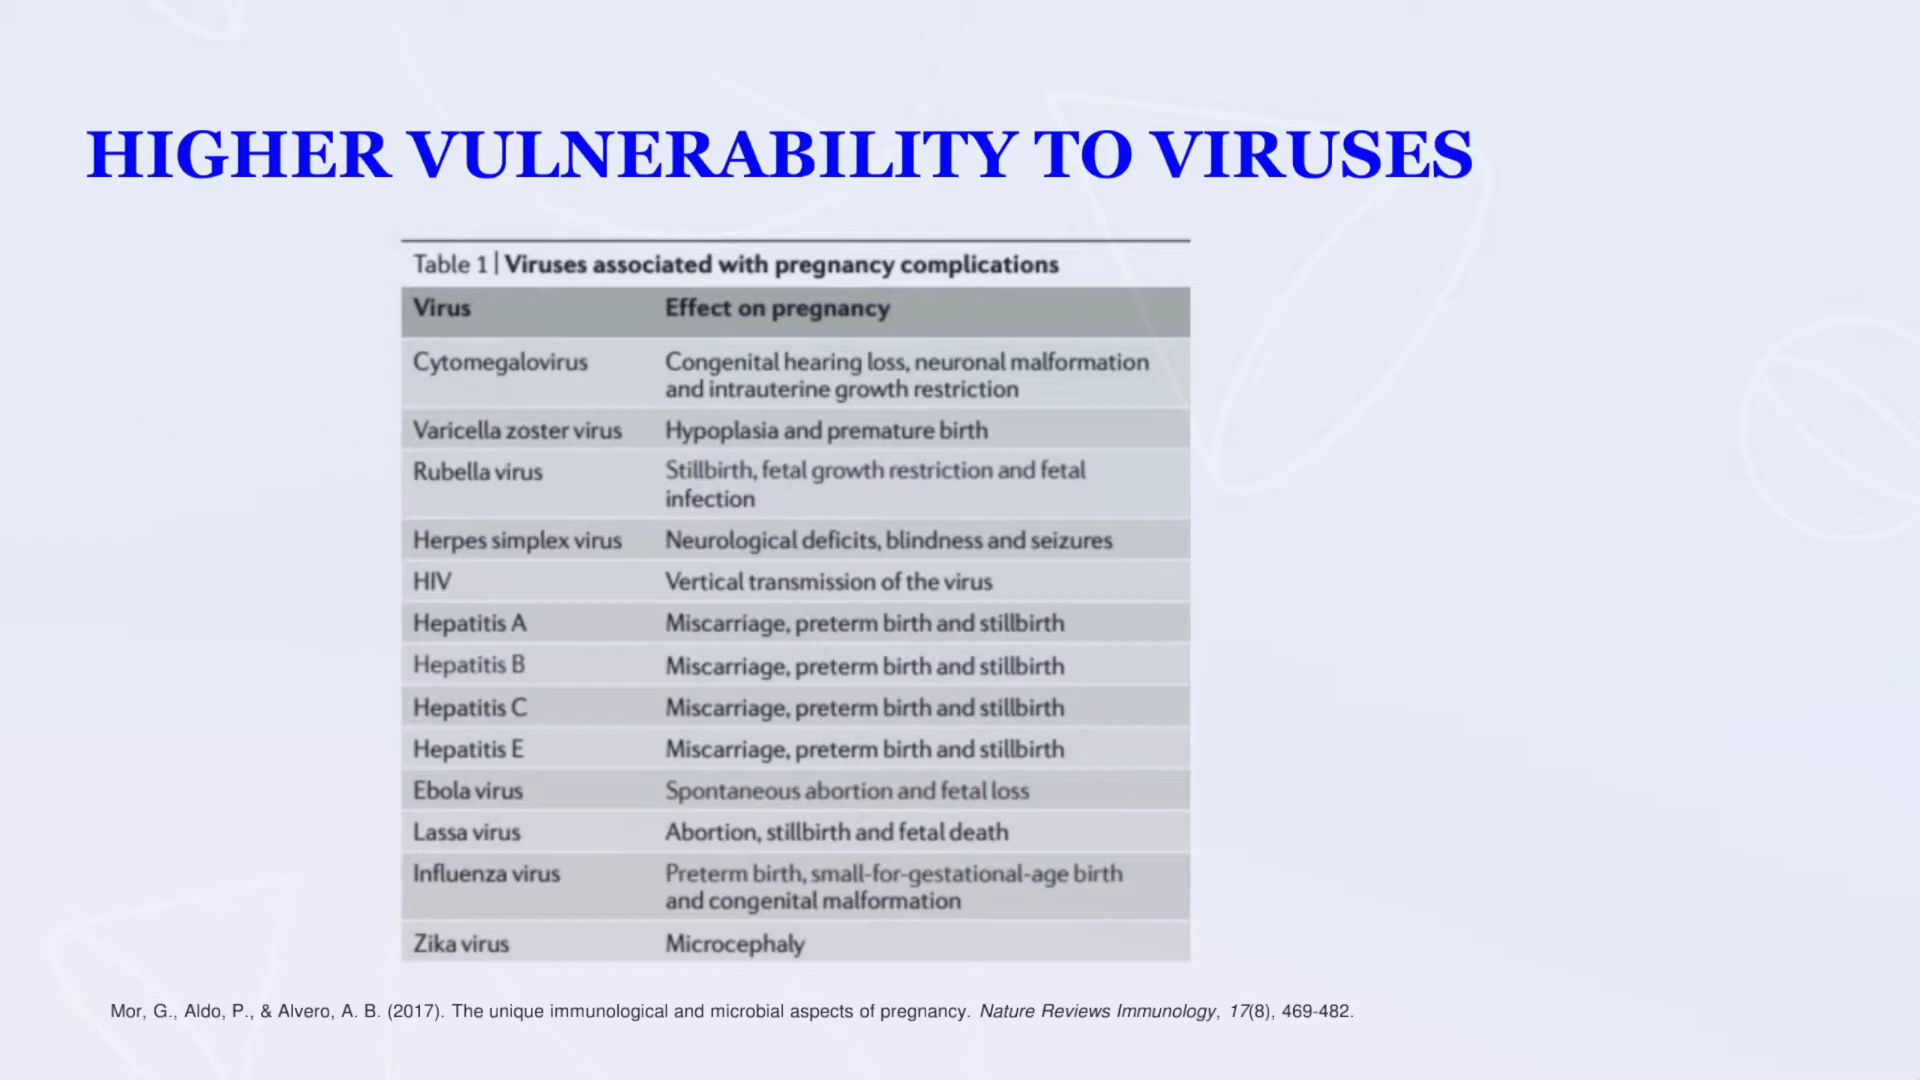 HIGHER VULNERABILITY TO VIRUSES
Table 1 | Viruses associated with pregnancy complications
Virus Effect on pregnancy
Cytomegalovirus Congenital hearing loss, neuronal malformation
and intrauterine growth restriction
Varicella zoster virus Hypoplasia and premature birth
Rubella virus Stillbirth, fetal growth restriction and fetal
infection
Herpes simplex virus Neurological deficits, blindness and seizures
HIV Vertical transmission of the virus
Hepatitis A Miscarriage, preterm birth and stillbirth
Hepatitis B Miscarriage, preterm birth and stillbirth
Hepatitis C Miscarriage, preterm birth and stillbirth
Hepatitis E Miscarriage, preterm birth and stillbirth
Ebola virus Spontaneous abortion and fetal loss
Lassa virus Abortion, stillbirth and fetal death
Influenza virus Preterm birth, small-for-gestational-age birth
and congenital malformation
Zika virus Microcephaly
Mor, G., Aldo, P., & Alvero, A. B. (2017). The unique immunological and microbial aspects of pregnancy. Nature Reviews Immunology, 17(8), 469-482.